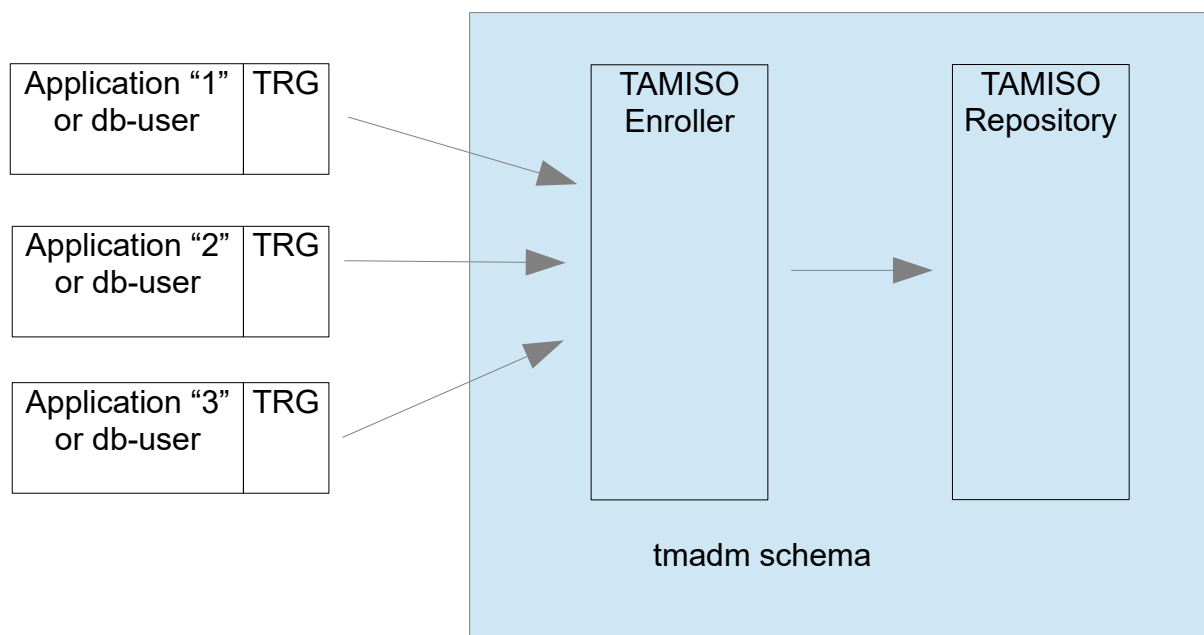 Application “1”
or db-user
TRG
TAMISO
Enroller
TAMISO
Repository
Application “2”
or db-user
TRG
Application “3”
or db-user
TRG
tmadm schema